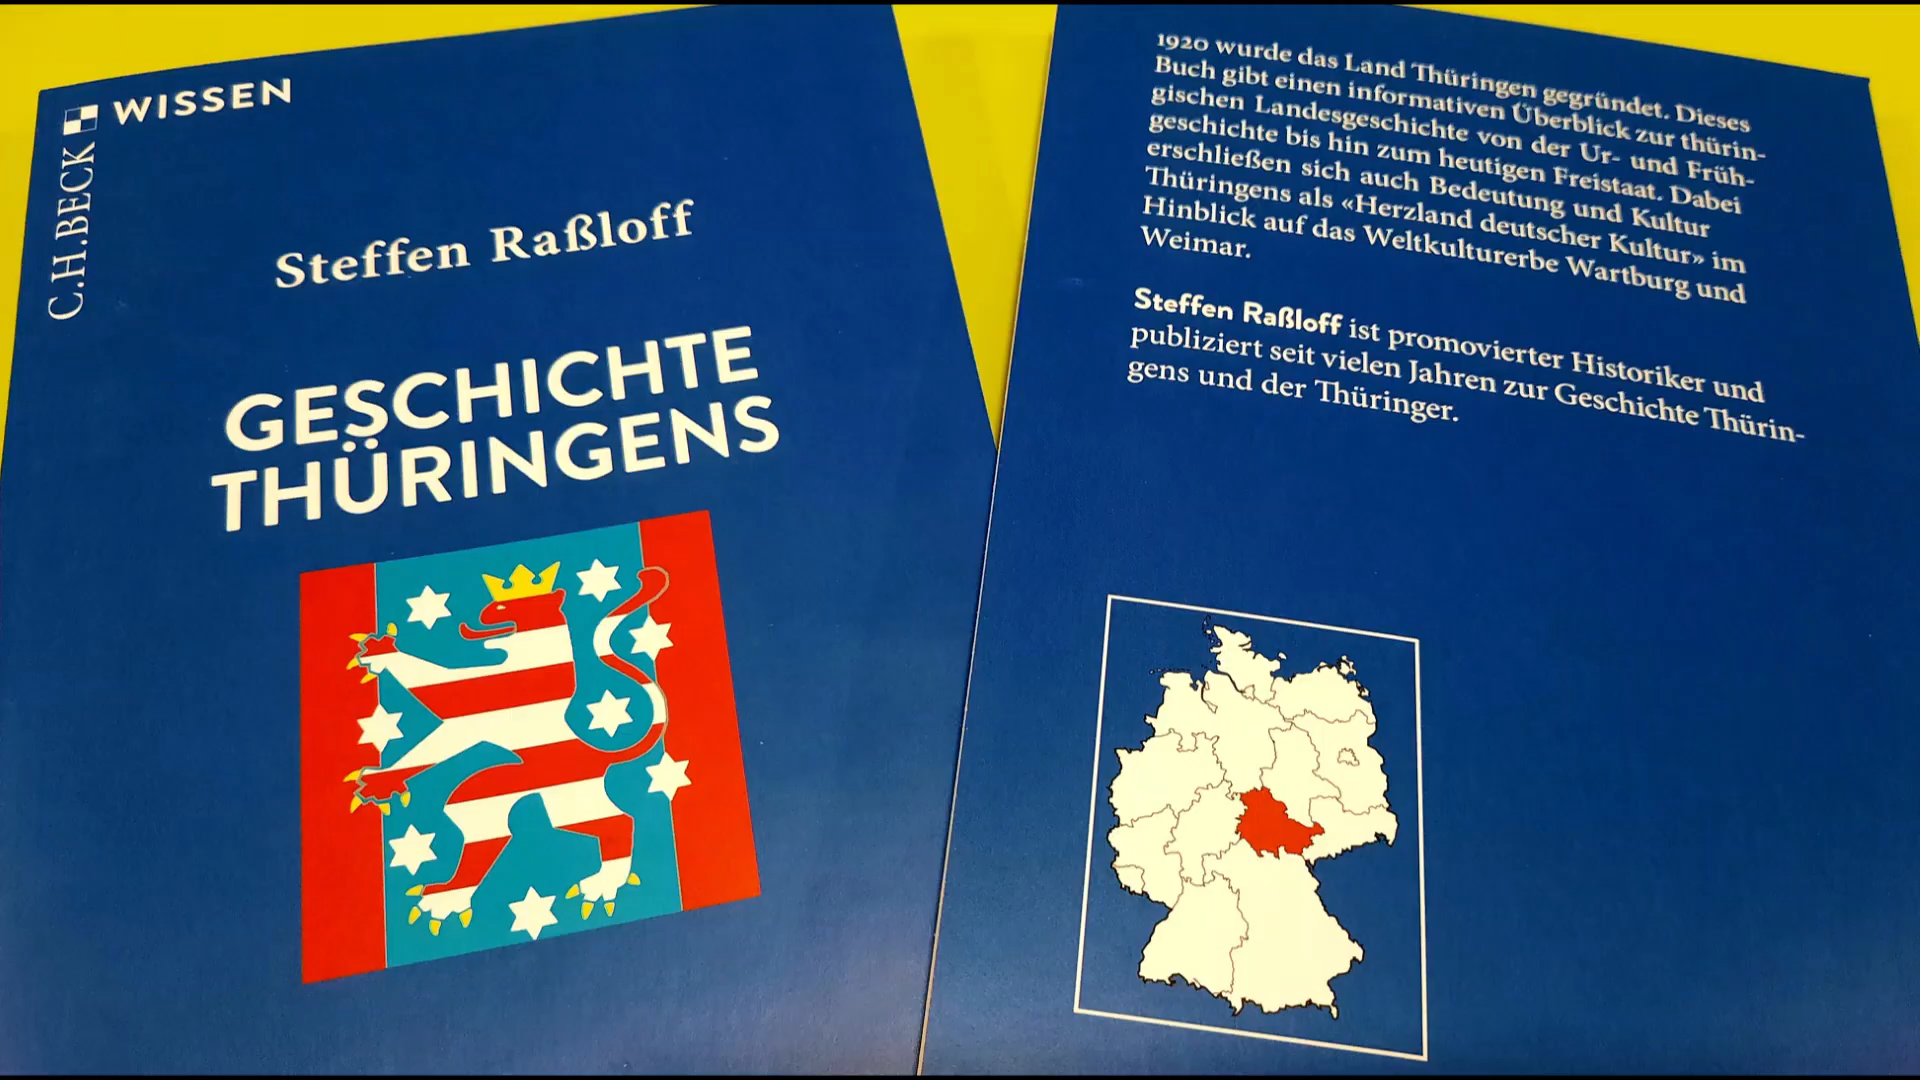 WISSEN
C.H.BECK
Steffen Raßloff
GESCHICHTE
THÜRINGENS
1920 wurde das Land Thüringen gegründet. Dieses
Buch gibt einen informativen Überblick zur thürin-
gischen Landesgeschichte von der Ur- und Früh-
geschichte bis hin zum heutigen Freistaat. Dabei
erschließen sich auch Bedeutung und Kultur
Thüringens als «Herzland deutscher Kultur» im
Hinblick auf das Weltkulturerbe Wartburg und
Weimar.
Steffen Raßloff ist promovierter Historiker und
publiziert seit vielen Jahren zur Geschichte Thürin-
gens und der Thüringer.